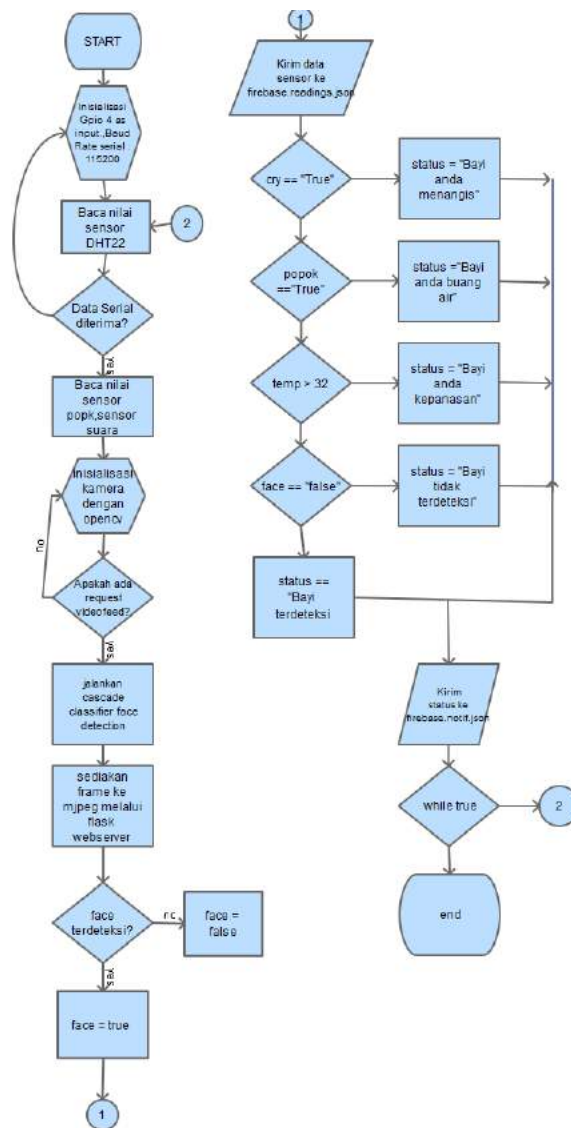 START
Inisialisasi
Gpio 4 as
input.,Baud
Rate serial :
115200
Baca nilai
sensor
DHT22
2
Data Serial
diterima?
yes
Baca nilai
sensor
popk,sensor
suara
Inisialisasi
kamera
dengan
opencv
no
Apakah ada
request
videofeed?
yes
jalankan
cascade
classifier face
detection
sediakan
frame ke
mjpeg melalui
flask
webserver
face
terdeteksi?
no
face =
false
yes
face = true
1
1
Kirim data
sensor ke
firebase.readings.json
cry == "True"
status = "Bayi
anda
menangis"
popok
=="True"
status ="Bayi
anda buang
air"
temp > 32
status = "Bayi
anda
kepanasan"
face == "false"
status = "Bayi
tidak
terdeteksi"
status ==
"Bayi
terdeteksi
Kirim
status ke
firebase.notif.json
while true
2
end